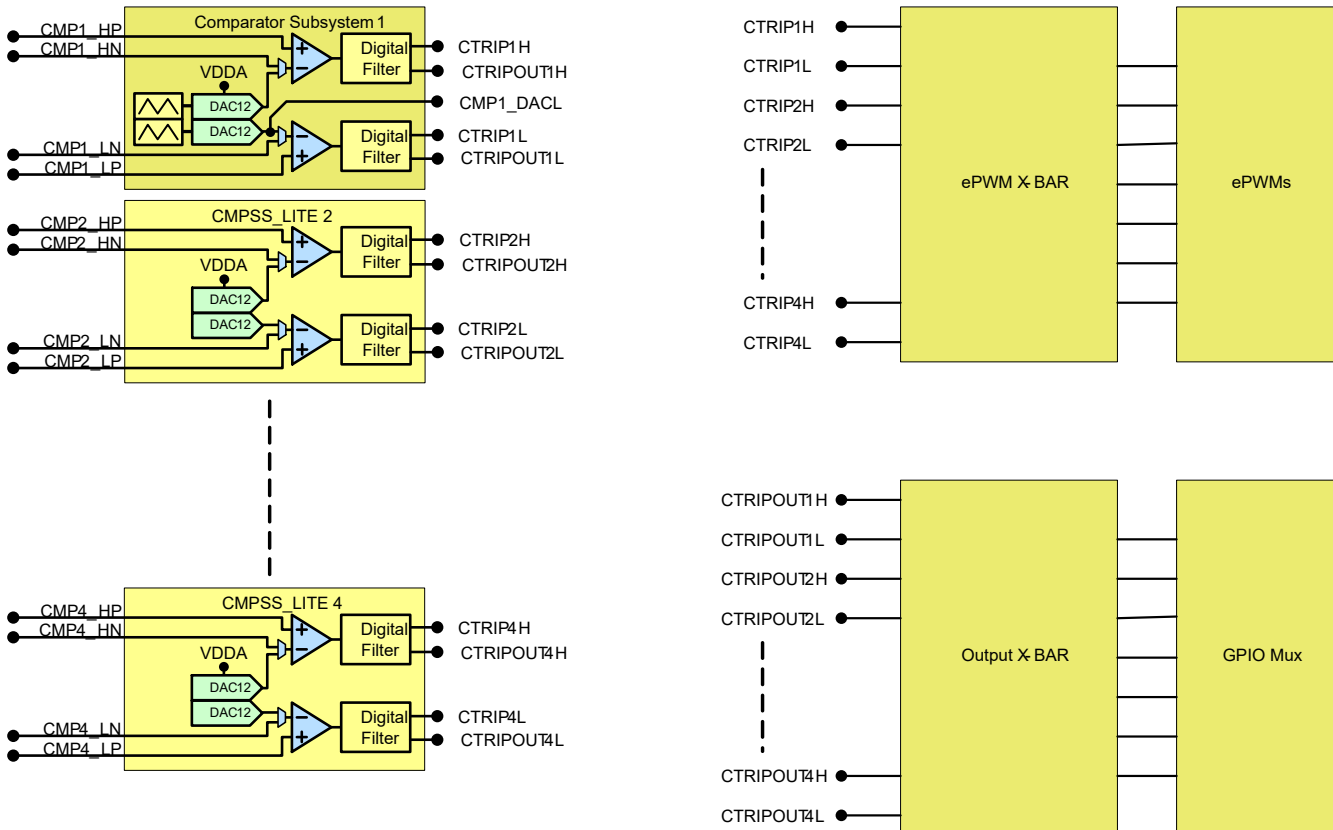 Comparator Subsystem 1
CMP1_HP
CMP1_HN
VDDA
DAC12
DAC12
Digital
Filter
Digital
Filter
CMP1_LN
CMP1_LP
CTRIP1H
CTRIPOUT1H
CMP1_DACL
CTRIP1L
CTRIPOUT1L
CMPSS_LITE 2
CMP2_HP
CMP2_HN
VDDA
DAC12
DAC12
Digital
Filter
Digital
Filter
CMP2_LN
CMP2_LP
CTRIP2H
CTRIPOUT2H
CTRIP2L
CTRIPOUT2L
CMPSS_LITE 4
CMP4_HP
CMP4_HN
VDDA
DAC12
DAC12
Digital
Filter
Digital
Filter
CMP4_LN
CMP4_LP
CTRIP4H
CTRIPOUT4H
CTRIP4L
CTRIPOUT4L
CTRIP1H
CTRIP1L
CTRIP2H
CTRIP2L
CTRIP4H
CTRIP4L
ePWM X-BAR
ePWMs
CTRIPOUT1H
CTRIPOUT1L
CTRIPOUT2H
CTRIPOUT2L
CTRIPOUT4H
CTRIPOUT4L
Output X-BAR
GPIO Mux